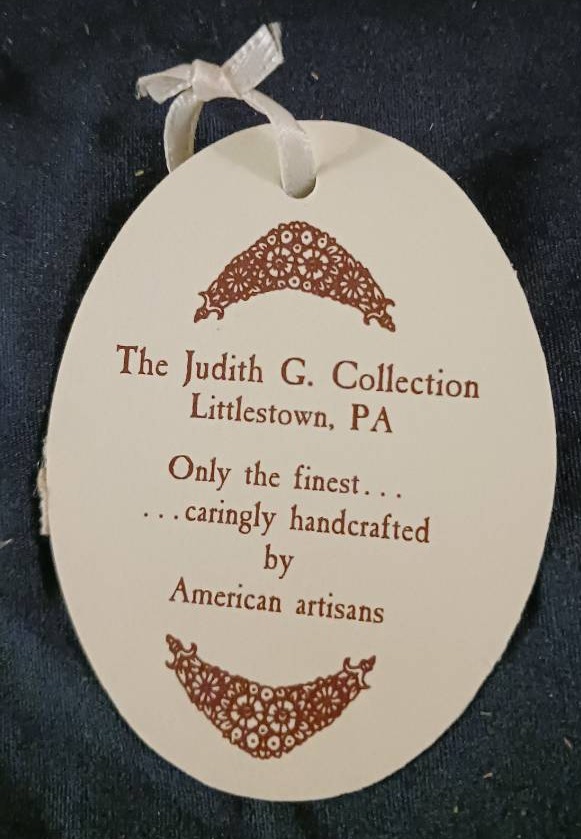 The Judith G. Collection
Littlestown, PA
Only the finest...
...caringly handcrafted
by
American artisans